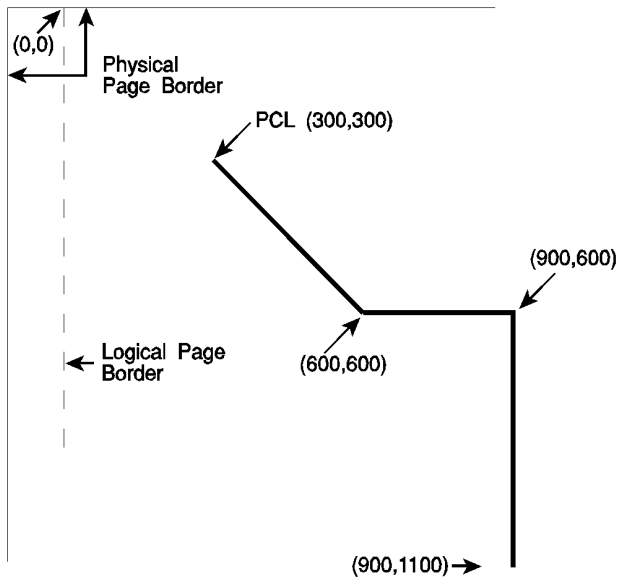 (0,0)
Physical
Page Border
PCL (300,300)
(900,600)
Logical Page
Border
(600,600)
(900,1100)